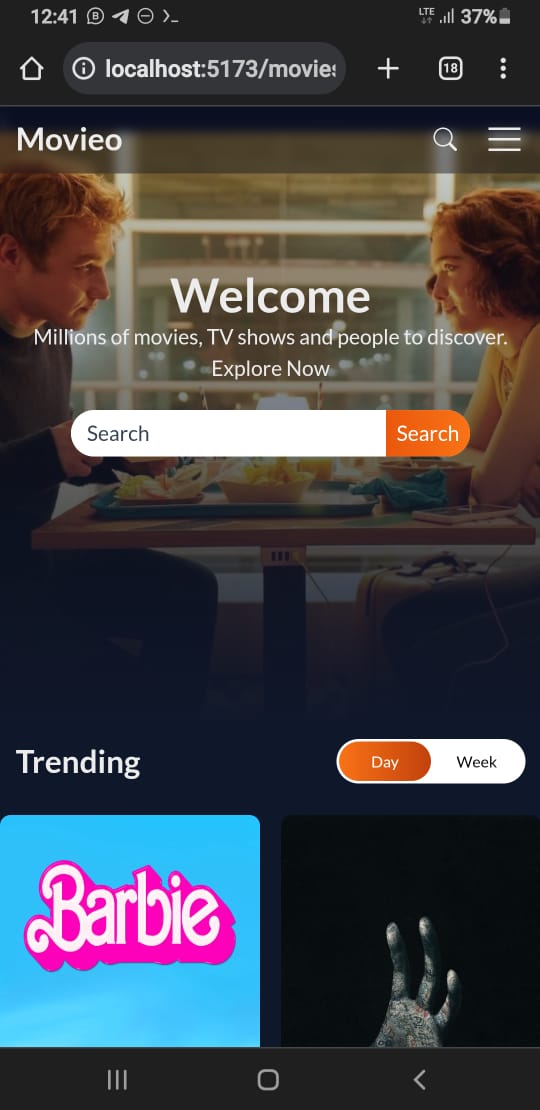 12:41
LTE
37%
localhost:5173/movies
18
Movieo
Welcome
Millions of movies, TV shows and people to discover.
Explore Now
Search
Search
Trending
Day
Week
Barbie